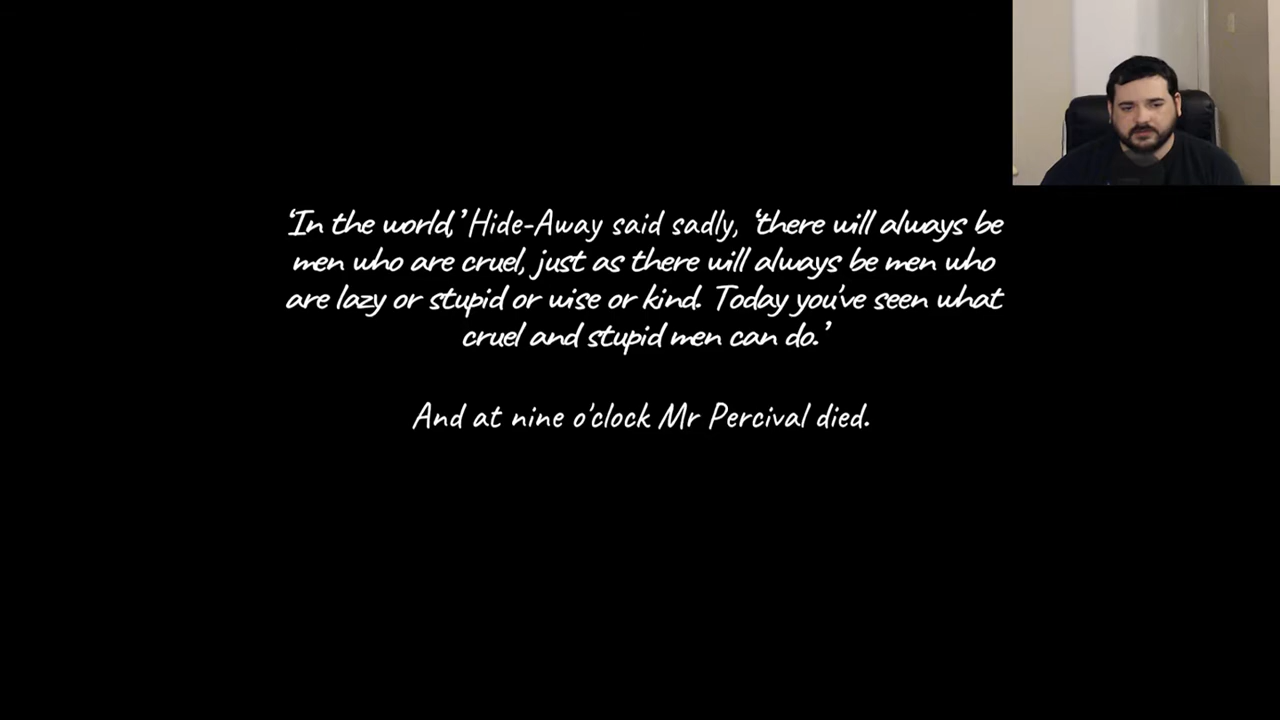 ‘In the world,’ Hide-Away said sadly, ‘there will always be
men who are cruel, just as there will always be men who
are lazy or stupid or wise or kind. Today you've seen what
cruel and stupid men can do.’
And at nine o'clock Mr Percival died.